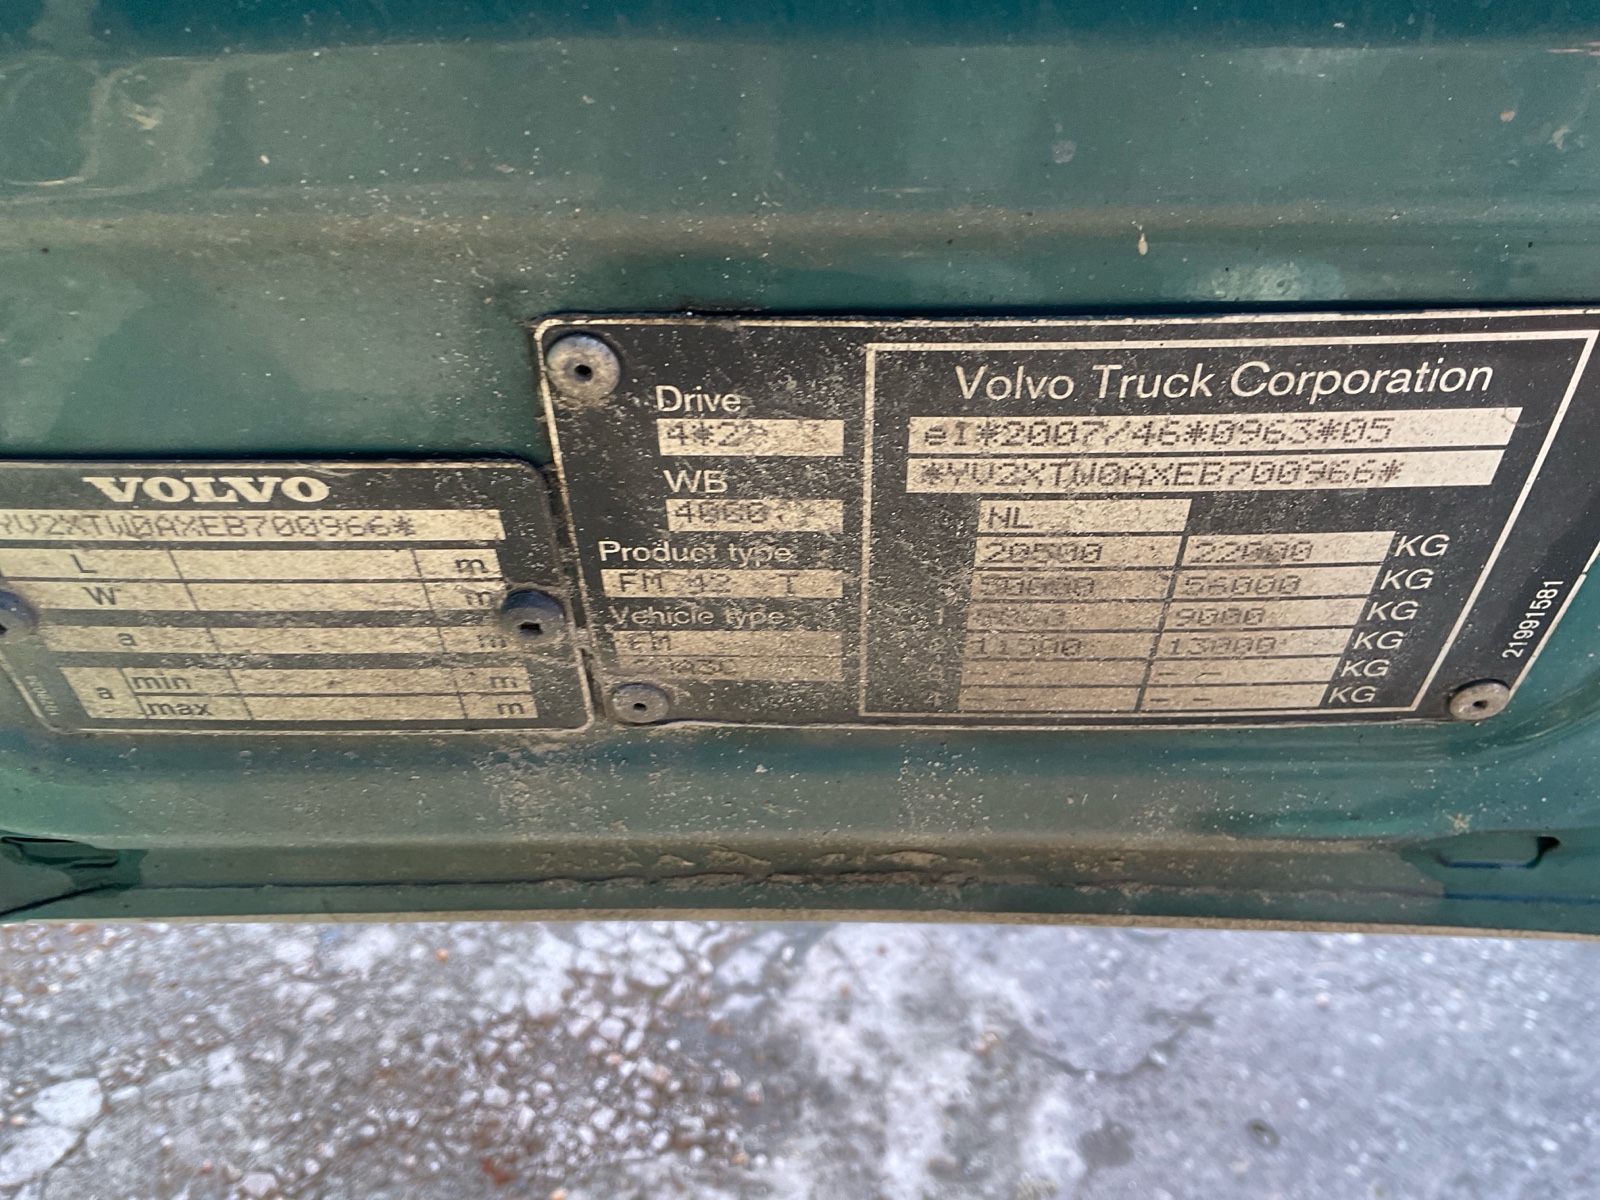 VOLVO
YV2XTW0AXEB700966*
L m
W m
a m
a min m
max m
Drive
4*2
WB
Product type
FM 42 T
Vehicle type
FM
Volvo Truck Corporation
e1*2007/46*0963*05
*YV2XTW0AXEB700966*
NL
20500 22000 KG
50000 56000 KG
9000 KG
11500 13000 KG
- - - - KG
- - - - KG
21991581